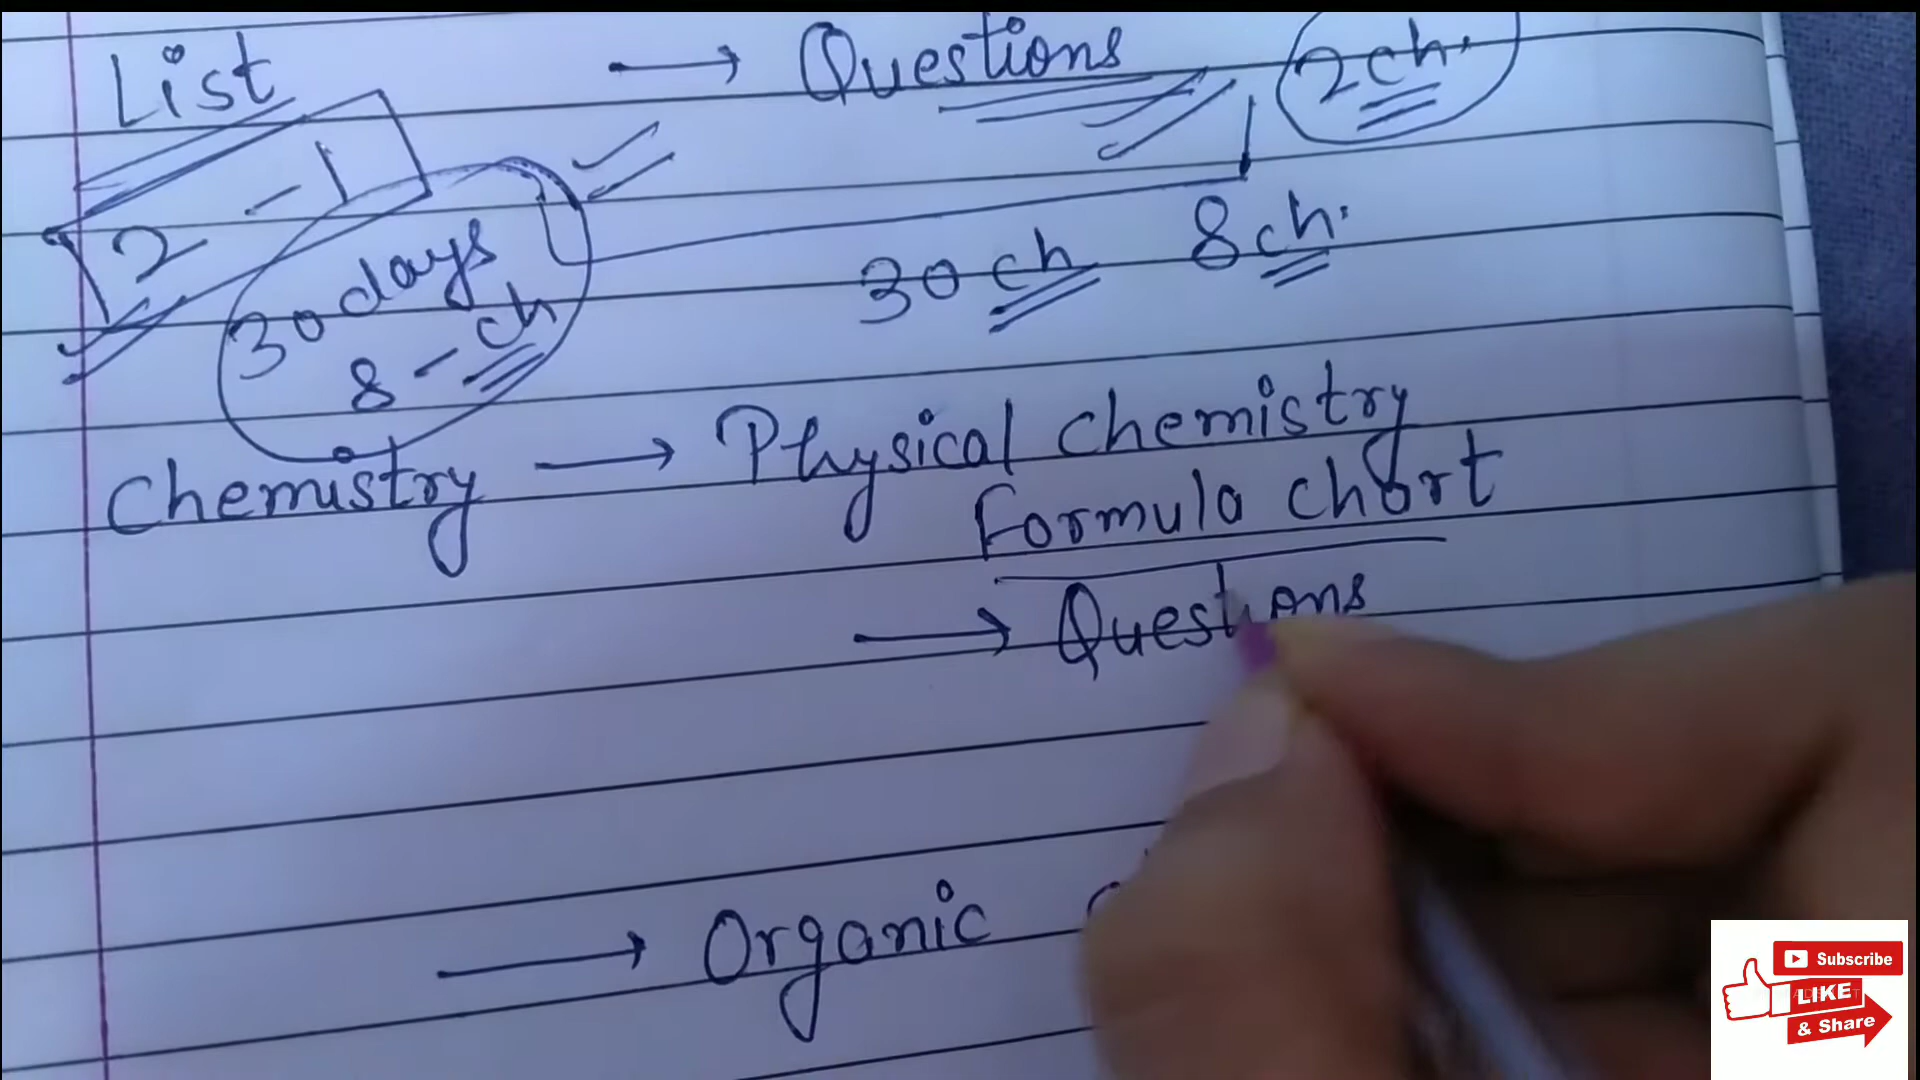 List → Questions 2ch.
2 - 1
30 days
8 - ch
30 ch 8 ch.
Chemistry → Physical Chemistry
Formula Chart
→ Questions
→ Organic
Subscribe
LIKE
& Share